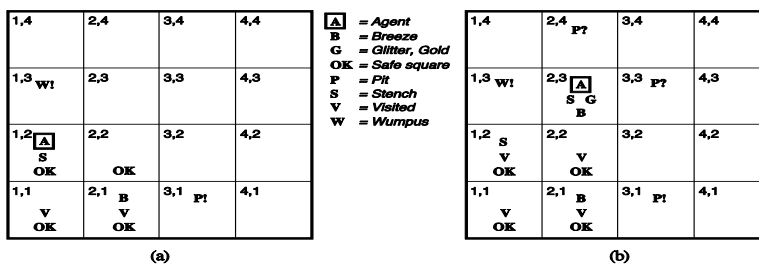 1,4 2,4 3,4 4,4
1,3 W! 2,3 3,3 4,3
1,2 A 2,2 3,2 4,2
S
OK OK
1,1 2,1 B 3,1 P! 4,1
V V
OK OK
(a)
A = Agent
B = Breeze
G = Glitter, Gold
OK = Safe square
P = Pit
S = Stench
V = Visited
W = Wumpus
1,4 2,4 P? 3,4 4,4
1,3 W! 2,3 A 3,3 P? 4,3
S G
B
1,2 S 2,2 3,2 4,2
V V
OK OK
1,1 2,1 B 3,1 P! 4,1
V V
OK OK
(b)